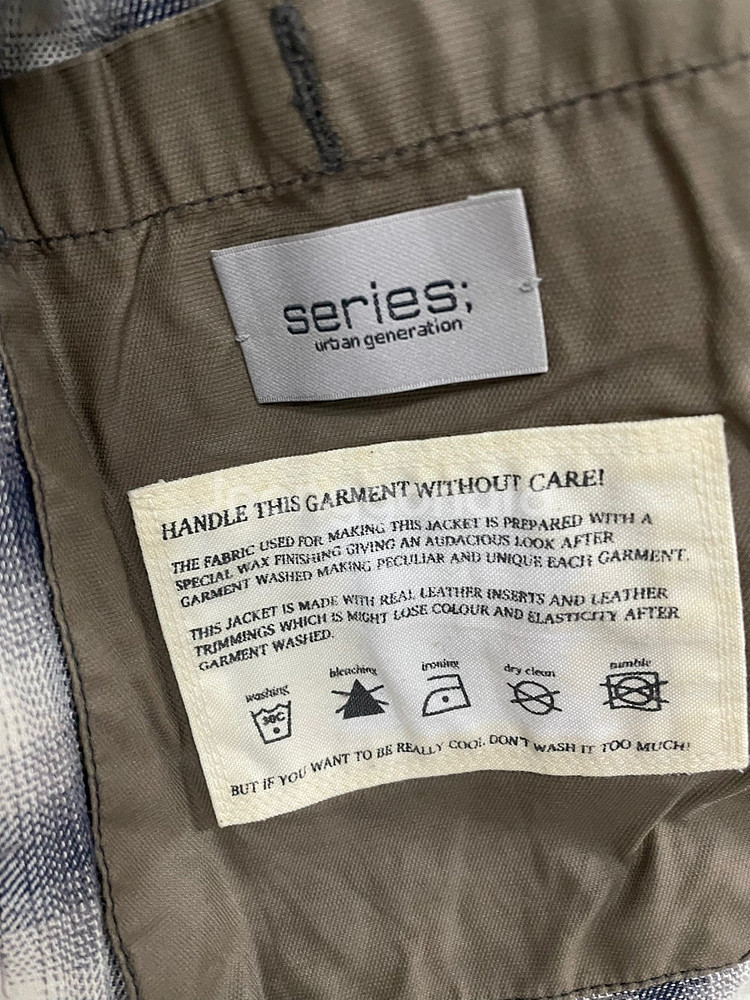 series;
urban generation
HANDLE THIS GARMENT WITHOUT CARE!
THE FABRIC USED FOR MAKING THIS JACKET IS PREPARED WITH A
SPECIAL WAX FINISHING GIVING AN AUDACIOUS LOOK AFTER
GARMENT WASHED MAKING PECULIAR AND UNIQUE EACH GARMENT.
THIS JACKET IS MADE WITH REAL LEATHER INSERTS AND LEATHER
TRIMMINGS WHICH IS MIGHT LOSE COLOUR AND ELASTICITY AFTER
GARMENT WASHED.
washing bleaching ironing dry clean tumble
30C
BUT IF YOU WANT TO BE REALLY COOL DON'T WASH IT TOO MUCH!